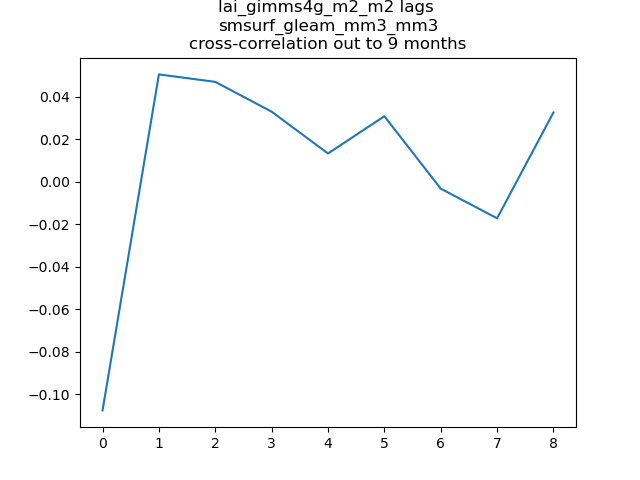 lai_gimms4g_m2_m2 lags
smsurf_gleam_mm3_mm3
cross-correlation out to 9 months
0.04
0.02
0.00
−0.02
−0.04
−0.06
−0.08
−0.10
0 1 2 3 4 5 6 7 8